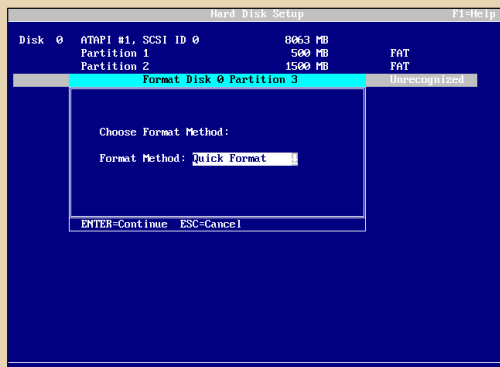 Hard Disk Setup F1=Help
Disk 0 ATAPI #1, SCSI ID 0 8063 MB
Partition 1 500 MB FAT
Partition 2 1500 MB FAT
Format Disk 0 Partition 3 Unrecognized
Choose Format Method:
Format Method: Quick Format
ENTER=Continue ESC=Cancel